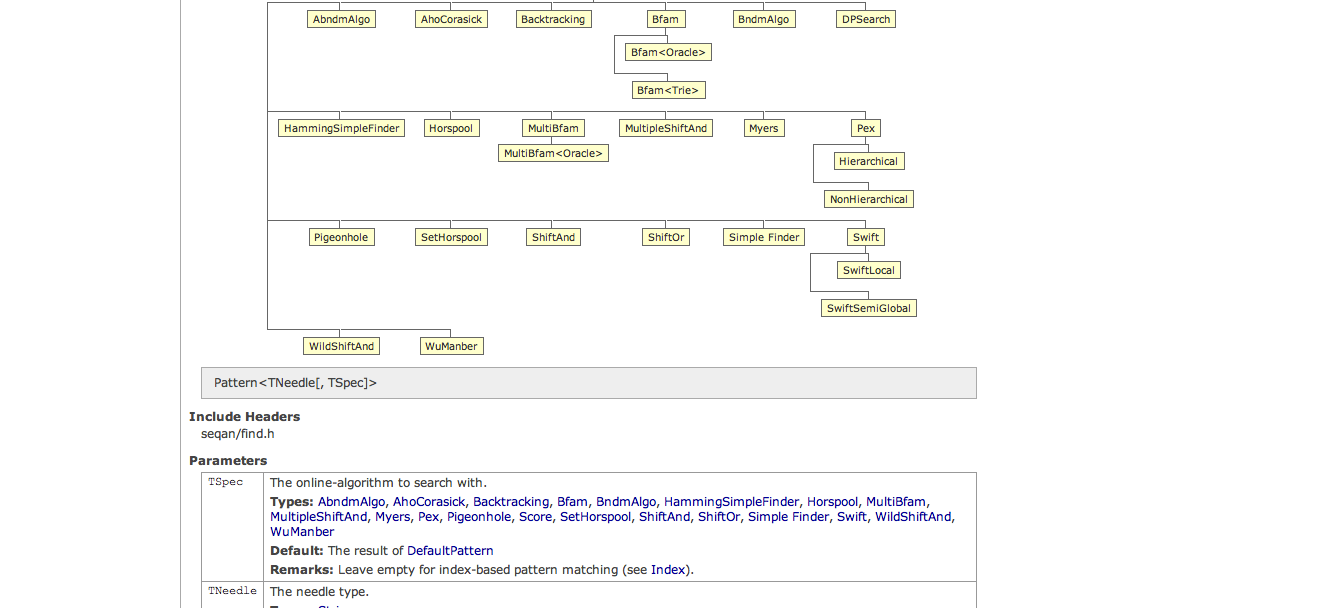 AbndmAlgo AhoCorasick Backtracking Bfam BndmAlgo DPSearch
Bfam<Oracle>
Bfam<Trie>
HammingSimpleFinder Horspool MultiBfam MultipleShiftAnd Myers Pex
MultiBfam<Oracle>
Hierarchical
NonHierarchical
Pigeonhole SetHorspool ShiftAnd ShiftOr Simple Finder Swift
SwiftLocal
SwiftSemiGlobal
WildShiftAnd WuManber
Pattern<TNeedle[, TSpec]>
Include Headers
seqan/find.h
Parameters
TSpec The online-algorithm to search with.
Types: AbndmAlgo, AhoCorasick, Backtracking, Bfam, BndmAlgo, HammingSimpleFinder, Horspool, MultiBfam,
MultipleShiftAnd, Myers, Pex, Pigeonhole, Score, SetHorspool, ShiftAnd, ShiftOr, Simple Finder, Swift, WildShiftAnd,
WuManber
Default: The result of DefaultPattern
Remarks: Leave empty for index-based pattern matching (see Index).
TNeedle The needle type.